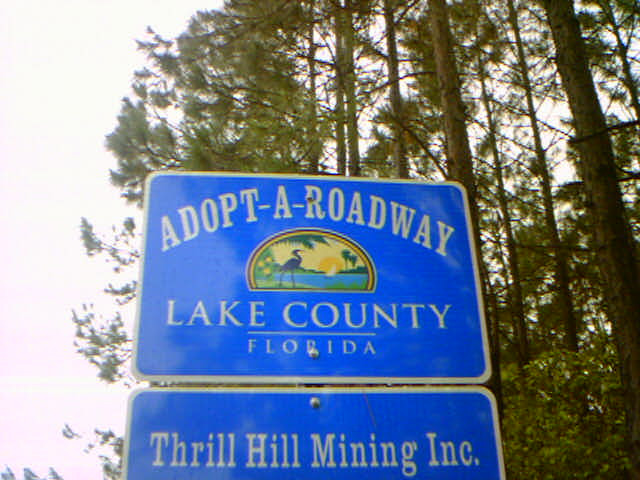 ADOPT-A-ROADWAY
LAKE COUNTY
FLORIDA
Thrill Hill Mining Inc.